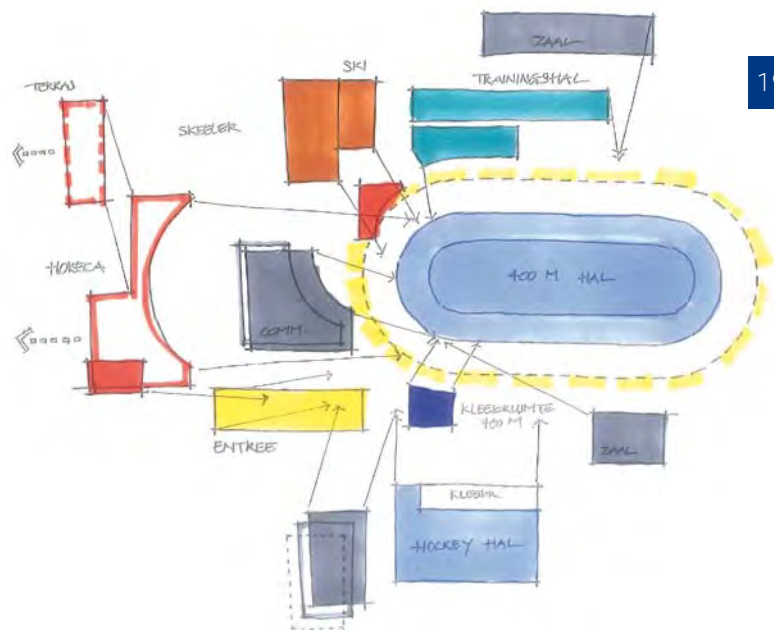 ZAAL
SKI
TRAININGSHAL
TERRAS
SKEELER
HORECA
400 M HAL
COMM.
KLEEDRUIMTE
400 M
ENTREE
ZAAL
KLEEDR
HOCKEY HAL